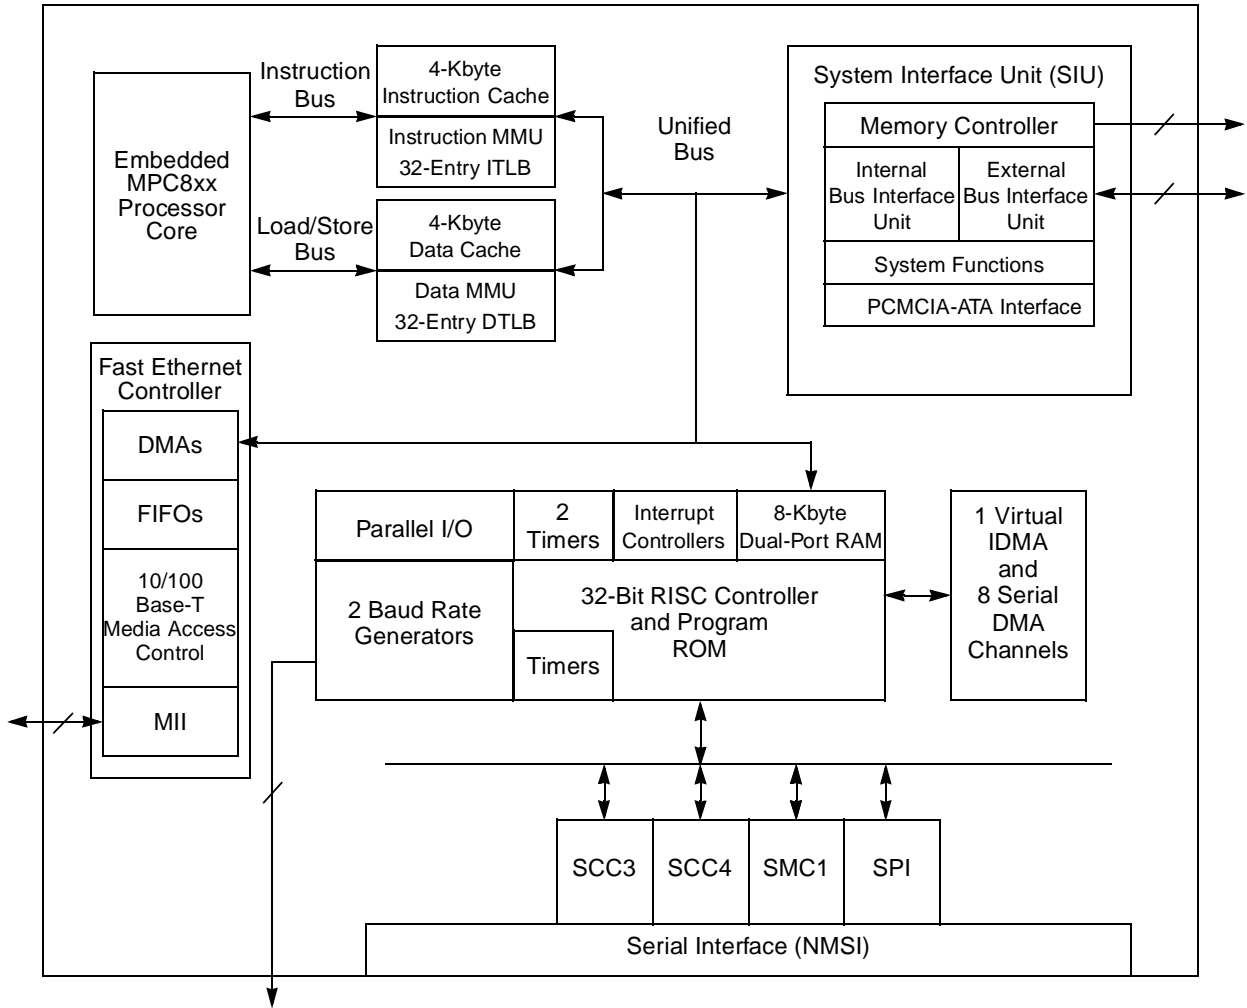 Embedded
MPC8xx
Processor
Core
Instruction
Bus
Load/Store
Bus
4-Kbyte
Instruction Cache
Instruction MMU
32-Entry ITLB
4-Kbyte
Data Cache
Data MMU
32-Entry DTLB
Unified
Bus
System Interface Unit (SIU)
Memory Controller
Internal
Bus Interface
Unit
External
Bus Interface
Unit
System Functions
PCMCIA-ATA Interface
Fast Ethernet
Controller
DMAs
FIFOs
10/100
Base-T
Media Access
Control
MII
Parallel I/O
2
Timers
Interrupt
Controllers
8-Kbyte
Dual-Port RAM
2 Baud Rate
Generators
32-Bit RISC Controller
and Program
ROM
Timers
1 Virtual
IDMA
and
8 Serial
DMA
Channels
SCC3
SCC4
SMC1
SPI
Serial Interface (NMSI)